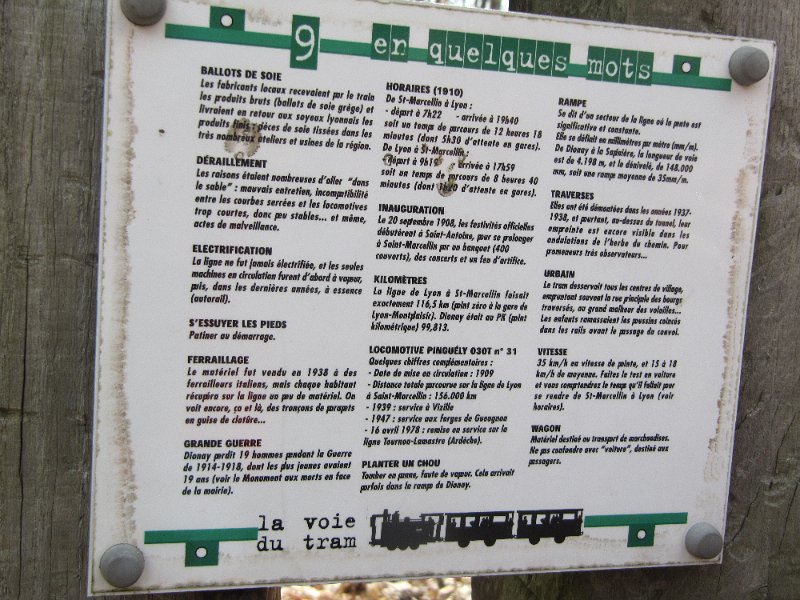 9 en quelques mots
BALLOTS DE SOIE
Les fabricants locaux recevaient par le train
les produits bruts (ballots de soie grège) et
livraient en retour aux soyeux lyonnais les
produits finis : pièces de soie tissées dans les
très nombreux ateliers et usines de la région.
DÉRAILLEMENT
Les raisons étaient nombreuses d'aller "dans
le sable" : mauvais entretien, incompatibilité
entre les courbes serrées et les locomotives
trop courtes, donc peu stables... et même,
actes de malveillance.
ELECTRIFICATION
La ligne ne fut jamais électrifiée, et les seules
machines en circulation furent d'abord à vapeur,
puis, dans les dernières années, à essence
(autorail).
S'ESSUYER LES PIEDS
Patiner au démarrage.
FERRAILLAGE
Le matériel fut vendu en 1938 à des
ferrailleurs italiens, mais chaque habitant
récupéra sur la ligne un peu de matériel. On
voit encore, ça et là, des tronçons de parapets
en guise de clotûre...
GRANDE GUERRE
Dionay perdit 19 hommes pendant la Guerre
de 1914-1918, dont les plus jeunes avaient
19 ans (voir le Monument aux morts en face
de la mairie).
HORAIRES (1910)
De St-Marcellin à Lyon :
- départ à 7h22 - arrivée à 19h40
soit un temps de parcours de 12 heures 18
minutes (dont 5h30 d'attente en gares).
De Lyon à St-Marcellin :
- départ à 9h19 - arrivée à 17h59
soit un temps de parcours de 8 heures 40
minutes (dont 1h20 d'attente en gares).
INAUGURATION
Le 20 septembre 1908, les festivités officielles
débutèrent à Saint-Antoine, pour se prolonger
à Saint-Marcellin par un banquet (400
couverts), des concerts et un feu d'artifice.
KILOMÈTRES
La ligne de Lyon à St-Marcellin faisait
exactement 116,5 km (point zéro à la gare de
Lyon-Montplaisir). Dionay était au PK (point
kilométrique) 99,813.
LOCOMOTIVE PINGUÉLY 030T n° 31
Quelques chiffres complémentaires :
- Date de mise en circulation : 1909
- Distance totale parcourue sur la ligne de Lyon
à Saint-Marcellin : 156.000 km
- 1939 : service à Vizille
- 1947 : service aux forges de Gueugnon
- 16 avril 1978 : remise en service sur la
ligne Tournon-Lamastre (Ardèche).
PLANTER UN CHOU
Tomber en panne, faute de vapeur. Cela arrivait
parfois dans la rampe de Dionay.
RAMPE
Se dit d'un secteur de la ligne où la pente est
significative et constante.
Elle se définit en millimètres par mètre (mm/m).
De Dionay à la Sapinière, la longueur de voie
est de 4.198 m, et le dénivelé, de 148.000
mm, soit une rampe moyenne de 35mm/m.
TRAVERSES
Elles ont été démontées dans les années 1937-
1938, et pourtant, au-dessus du tunnel, leur
empreinte est encore visible dans les
ondulations de l'herbe du chemin. Pour
promeneurs très observateurs...
URBAIN
Le tram desservait tous les centres de village,
empruntant souvent la rue principale des bourgs
traversés, au grand malheur des volailles...
Les enfants ramassaient les poussins coincés
dans les rails avant le passage du convoi.
VITESSE
35 km/h en vitesse de pointe, et 15 à 18
km/h de moyenne. Faites le test en voiture
et vous comprendrez le temps qu'il fallait pour
se rendre de St-Marcellin à Lyon (voir
horaires).
WAGON
Matériel destiné au transport de marchandises.
Ne pas confondre avec "voiture", destiné aux
passagers.
la voie
du tram